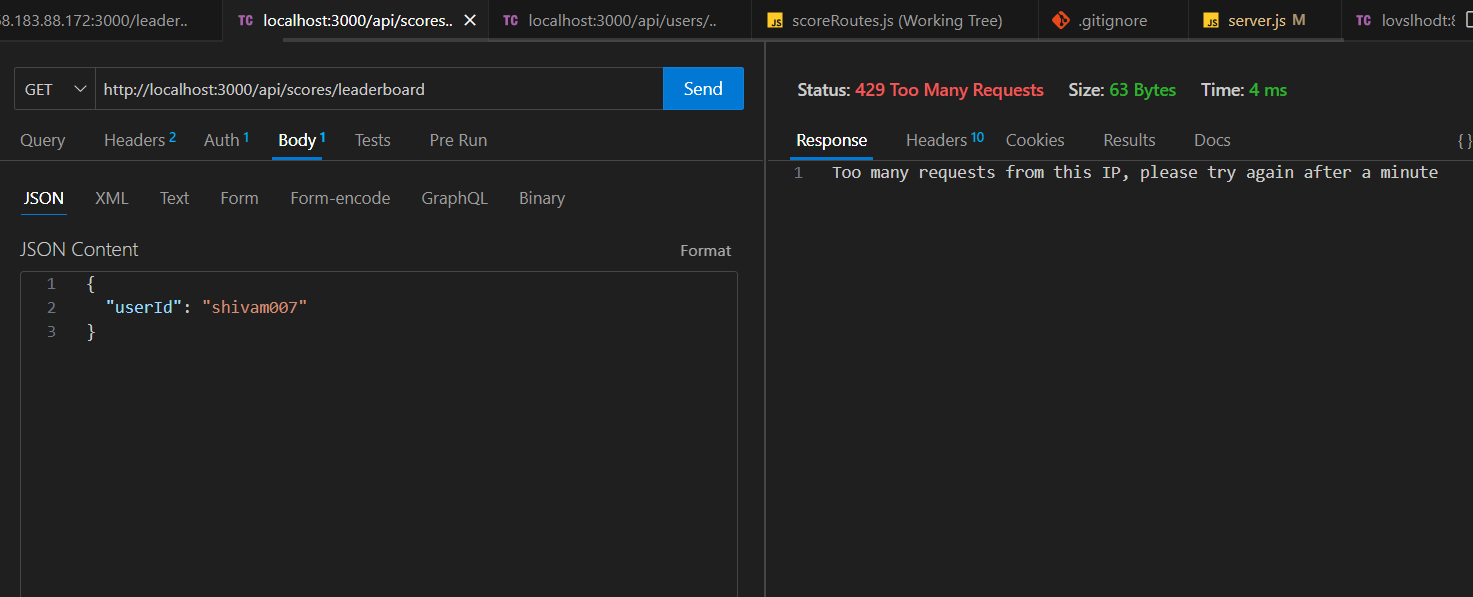 8.183.88.172:3000/leader.. TC localhost:3000/api/scores.. × TC localhost:3000/api/users/.. JS scoreRoutes.js (Working Tree) .gitignore JS server.js M TC lovslhodt:8
GET http://localhost:3000/api/scores/leaderboard Send
Query Headers 2 Auth 1 Body 1 Tests Pre Run
JSON XML Text Form Form-encode GraphQL Binary
JSON Content Format
1 {
2 "userId": "shivam007"
3 }
Status: 429 Too Many Requests Size: 63 Bytes Time: 4 ms
Response Headers 10 Cookies Results Docs { }
1 Too many requests from this IP, please try again after a minute